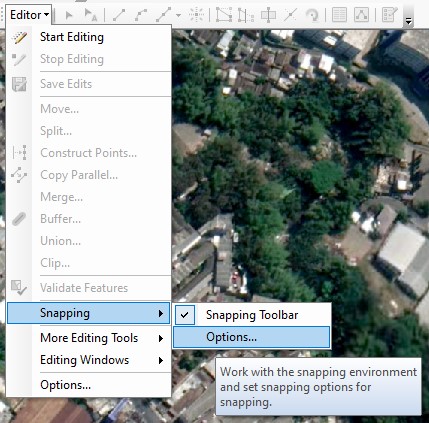 Editor
Start Editing
Stop Editing
Save Edits
Move...
Split...
Construct Points...
Copy Parallel...
Merge...
Buffer...
Union...
Clip...
Validate Features
Snapping
Snapping Toolbar
More Editing Tools
Options...
Editing Windows
Options...
Work with the snapping environment
and set snapping options for
snapping.